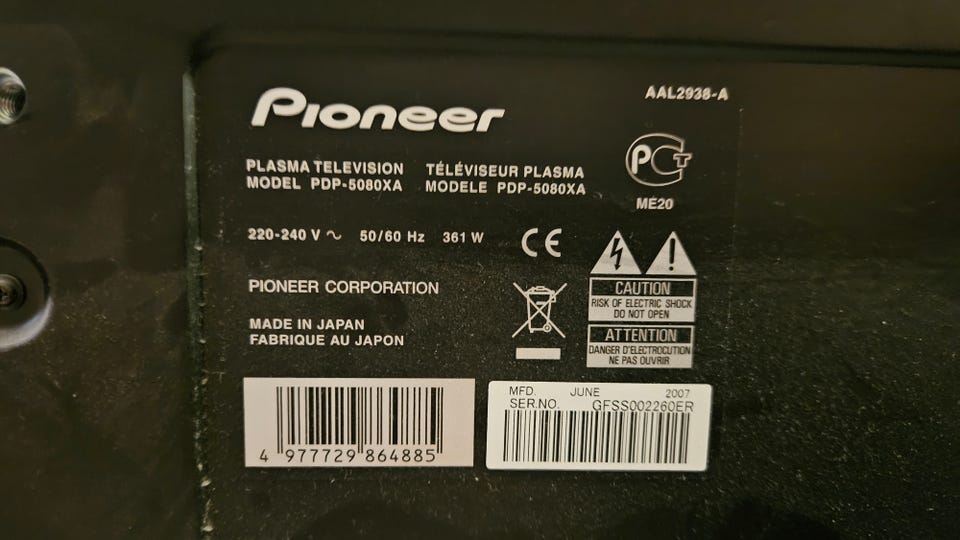 Pioneer
AAL2938-A
PLASMA TELEVISION
MODEL PDP-5080XA
TÉLÉVISEUR PLASMA
MODELE PDP-5080XA
PCT
ME20
220-240 V ~ 50/60 Hz 361 W
CE
PIONEER CORPORATION
MADE IN JAPAN
FABRIQUE AU JAPON
CAUTION
RISK OF ELECTRIC SHOCK
DO NOT OPEN
ATTENTION
DANGER D'ELECTROCUTION
NE PAS OUVRIR
4 977729 864885
MFD. JUNE 2007
SER.NO. GFSS002260ER